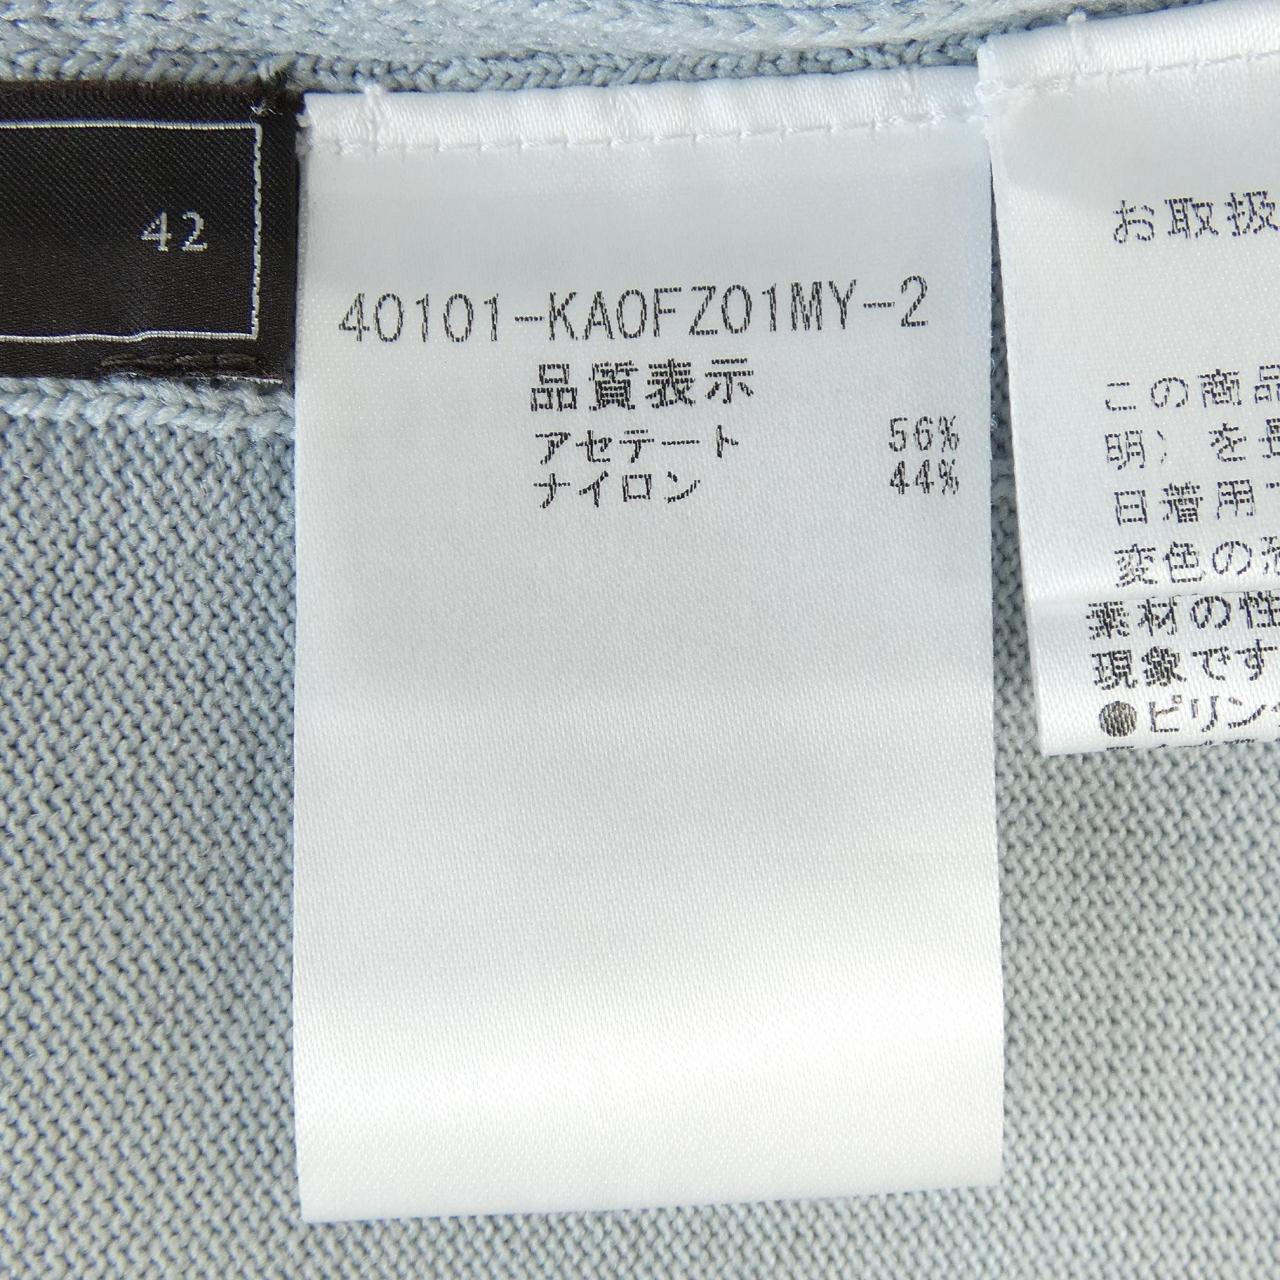 42
40101-KA0FZ01MY-2
品質表示
アセテート 56%
ナイロン 44%
お取扱
この商品
明〉を
日着用
変色の
素材の性
現象です
●ピリン